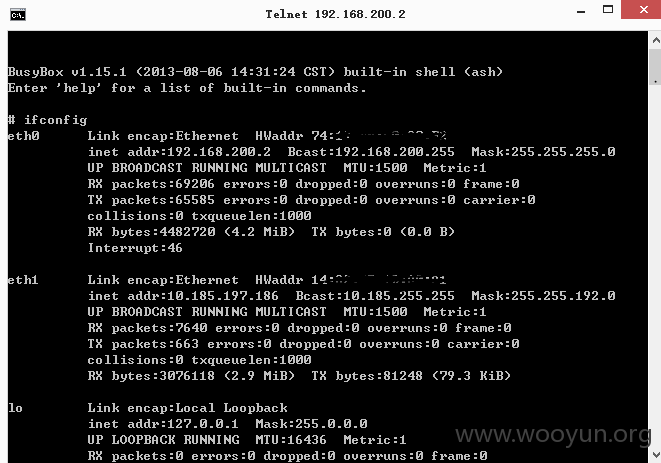 Telnet 192.168.200.2
BusyBox v1.15.1 (2013-08-06 14:31:24 CST) built-in shell (ash)
Enter 'help' for a list of built-in commands.
# ifconfig
eth0 Link encap:Ethernet HWaddr 74:
inet addr:192.168.200.2 Bcast:192.168.200.255 Mask:255.255.255.0
UP BROADCAST RUNNING MULTICAST MTU:1500 Metric:1
RX packets:69206 errors:0 dropped:0 overruns:0 frame:0
TX packets:65585 errors:0 dropped:0 overruns:0 carrier:0
collisions:0 txqueuelen:1000
RX bytes:4482720 (4.2 MiB) TX bytes:0 (0.0 B)
Interrupt:46
eth1 Link encap:Ethernet HWaddr 14:
inet addr:10.185.197.186 Bcast:10.185.255.255 Mask:255.255.192.0
UP BROADCAST RUNNING MULTICAST MTU:1500 Metric:1
RX packets:7640 errors:0 dropped:0 overruns:0 frame:0
TX packets:663 errors:0 dropped:0 overruns:0 carrier:0
collisions:0 txqueuelen:1000
RX bytes:3076118 (2.9 MiB) TX bytes:81248 (79.3 KiB)
lo Link encap:Local Loopback
inet addr:127.0.0.1 Mask:255.0.0.0
UP LOOPBACK RUNNING MTU:16436 Metric:1
RX packets:0 errors:0 dropped:0 overruns:0 frame:0
www.wooyun.org